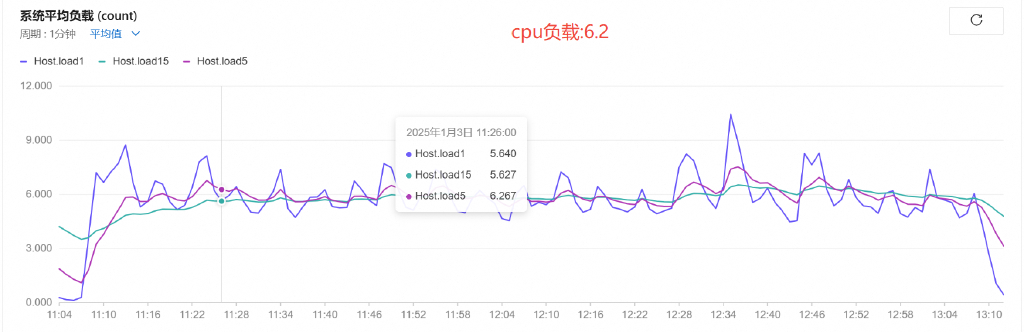 系统平均负载 (count)
周期 : 1分钟 平均值
cpu负载:6.2
Host.load1 Host.load15 Host.load5
12.000
9.000
6.000
3.000
0.000
2025年1月3日 11:26:00
Host.load1 5.640
Host.load15 5.627
Host.load5 6.267
11:04 11:10 11:16 11:22 11:28 11:34 11:40 11:46 11:52 11:58 12:04 12:10 12:16 12:22 12:28 12:34 12:40 12:46 12:52 12:58 13:04 13:10